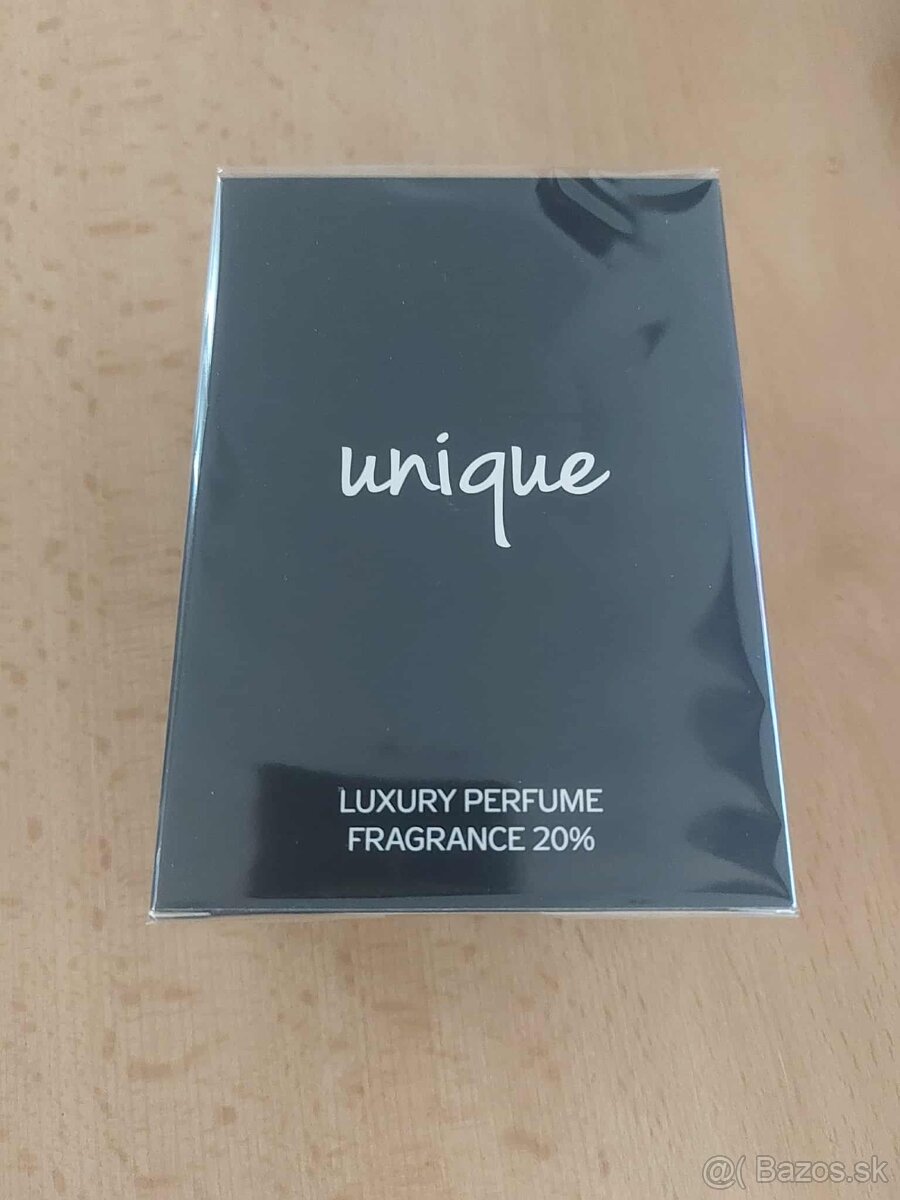 unique
LUXURY PERFUME
FRAGRANCE 20%
@( Bazos.sk